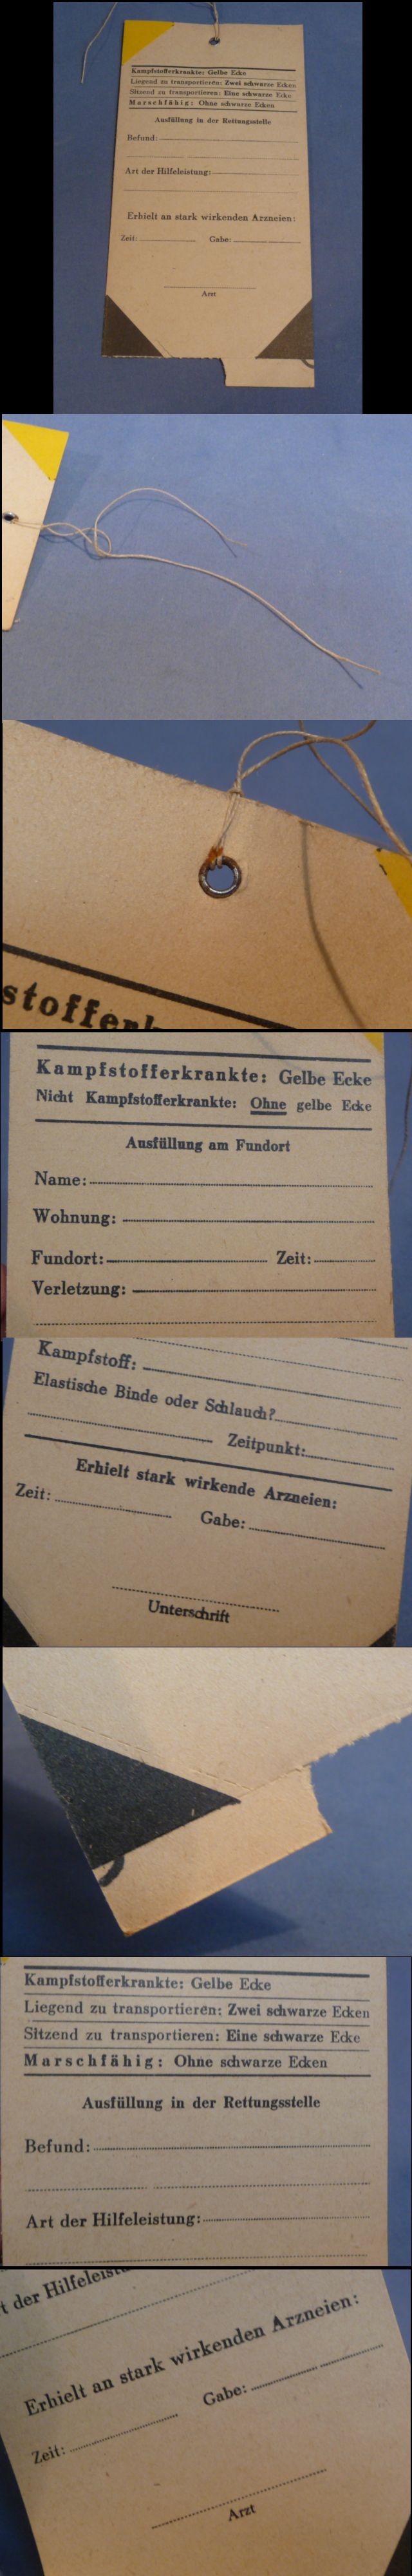 Kampfstofferkrankte: Gelbe Ecke
Liegend zu transportieren: Zwei schwarze Ecken
Sitzend zu transportieren: Eine schwarze Ecke
Marschfähig: Ohne schwarze Ecken
Ausfüllung in der Rettungsstelle
Befund:
Art der Hilfeleistung:
Erhielt an stark wirkenden Arzneien:
Zeit: Gabe:
Arzt
stofferk
Kampfstofferkrankte: Gelbe Ecke
Nicht Kampfstofferkrankte: Ohne gelbe Ecke
Ausfüllung am Fundort
Name:
Wohnung:
Fundort: Zeit:
Verletzung:
Kampfstoff:
Elastische Binde oder Schlauch?
Zeitpunkt:
Erhielt stark wirkende Arzneien:
Zeit: Gabe:
Unterschrift
Kampfstofferkrankte: Gelbe Ecke
Liegend zu transportieren: Zwei schwarze Ecken
Sitzend zu transportieren: Eine schwarze Ecke
Marschfähig: Ohne schwarze Ecken
Ausfüllung in der Rettungsstelle
Befund:
Art der Hilfeleistung:
t der Hilfeleist
Erhielt an stark wirkenden Arzneien:
Zeit: Gabe:
Arzt